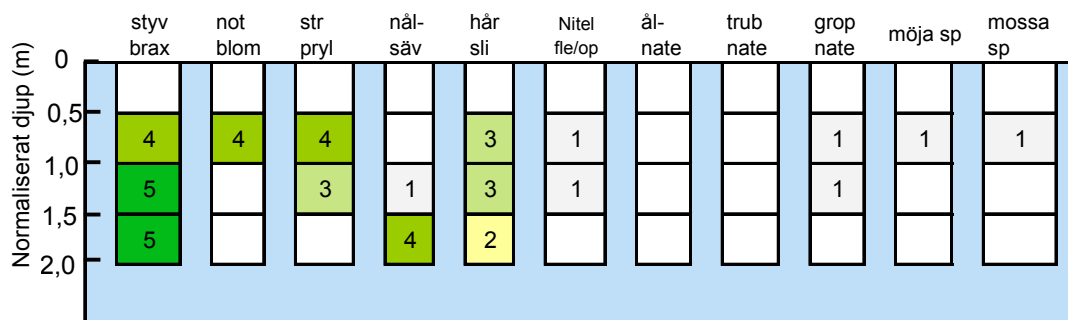 styv not str nål- hår Nitel ål- trub grop möja sp mossa
brax blom pryl säv sli fle/op nate nate nate sp
Normaliserat djup (m)
0
0,5
4 4 4 3 1 1 1 1
1,0
5 3 1 3 1 1
1,5
5 4 2
2,0